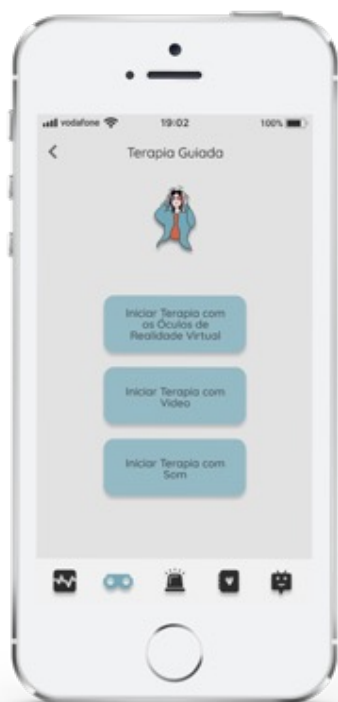 vodafone 19:02 100%
Terapia Guiada
Iniciar Terapia com
os Óculos de
Realidade Virtual
Iniciar Terapia com
Video
Iniciar Terapia com
Som